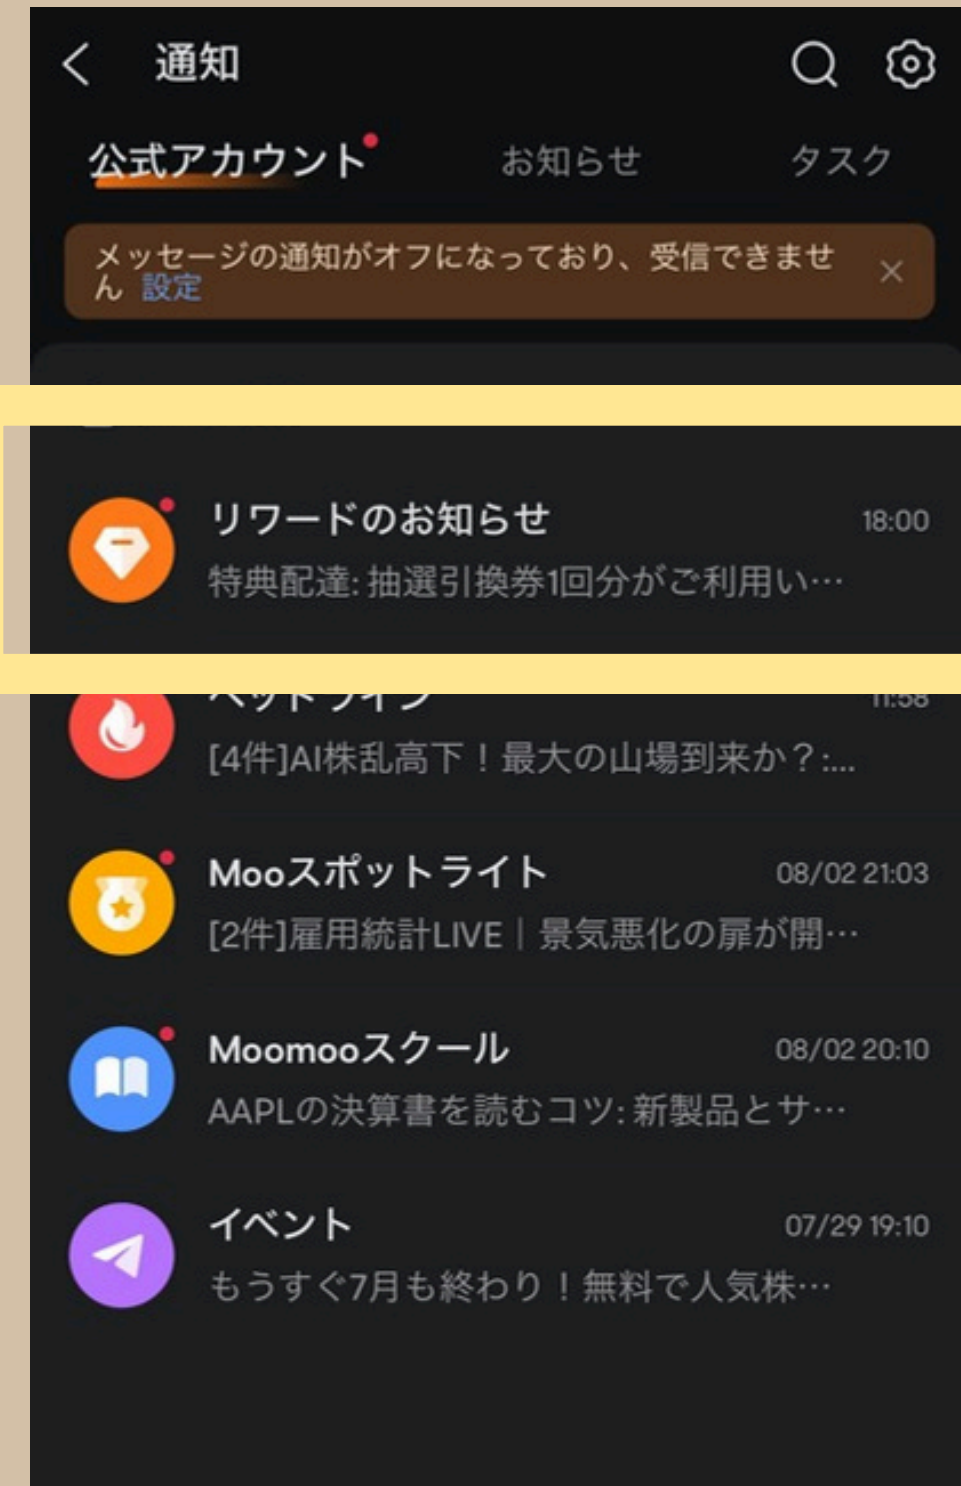 通知
公式アカウント
お知らせ
タスク
メッセージの通知がオフになっており、受信できませ
ん 設定
リワードのお知らせ
18:00
特典配達: 抽選引換券1回分がご利用い…
ヘッドライン
11:58
[4件]AI株乱高下！最大の山場到来か？:...
Mooスポットライト
08/02 21:03
[2件]雇用統計LIVE｜景気悪化の扉が開…
Moomooスクール
08/02 20:10
AAPLの決算書を読むコツ: 新製品とサ…
イベント
07/29 19:10
もうすぐ7月も終わり！無料で人気株…